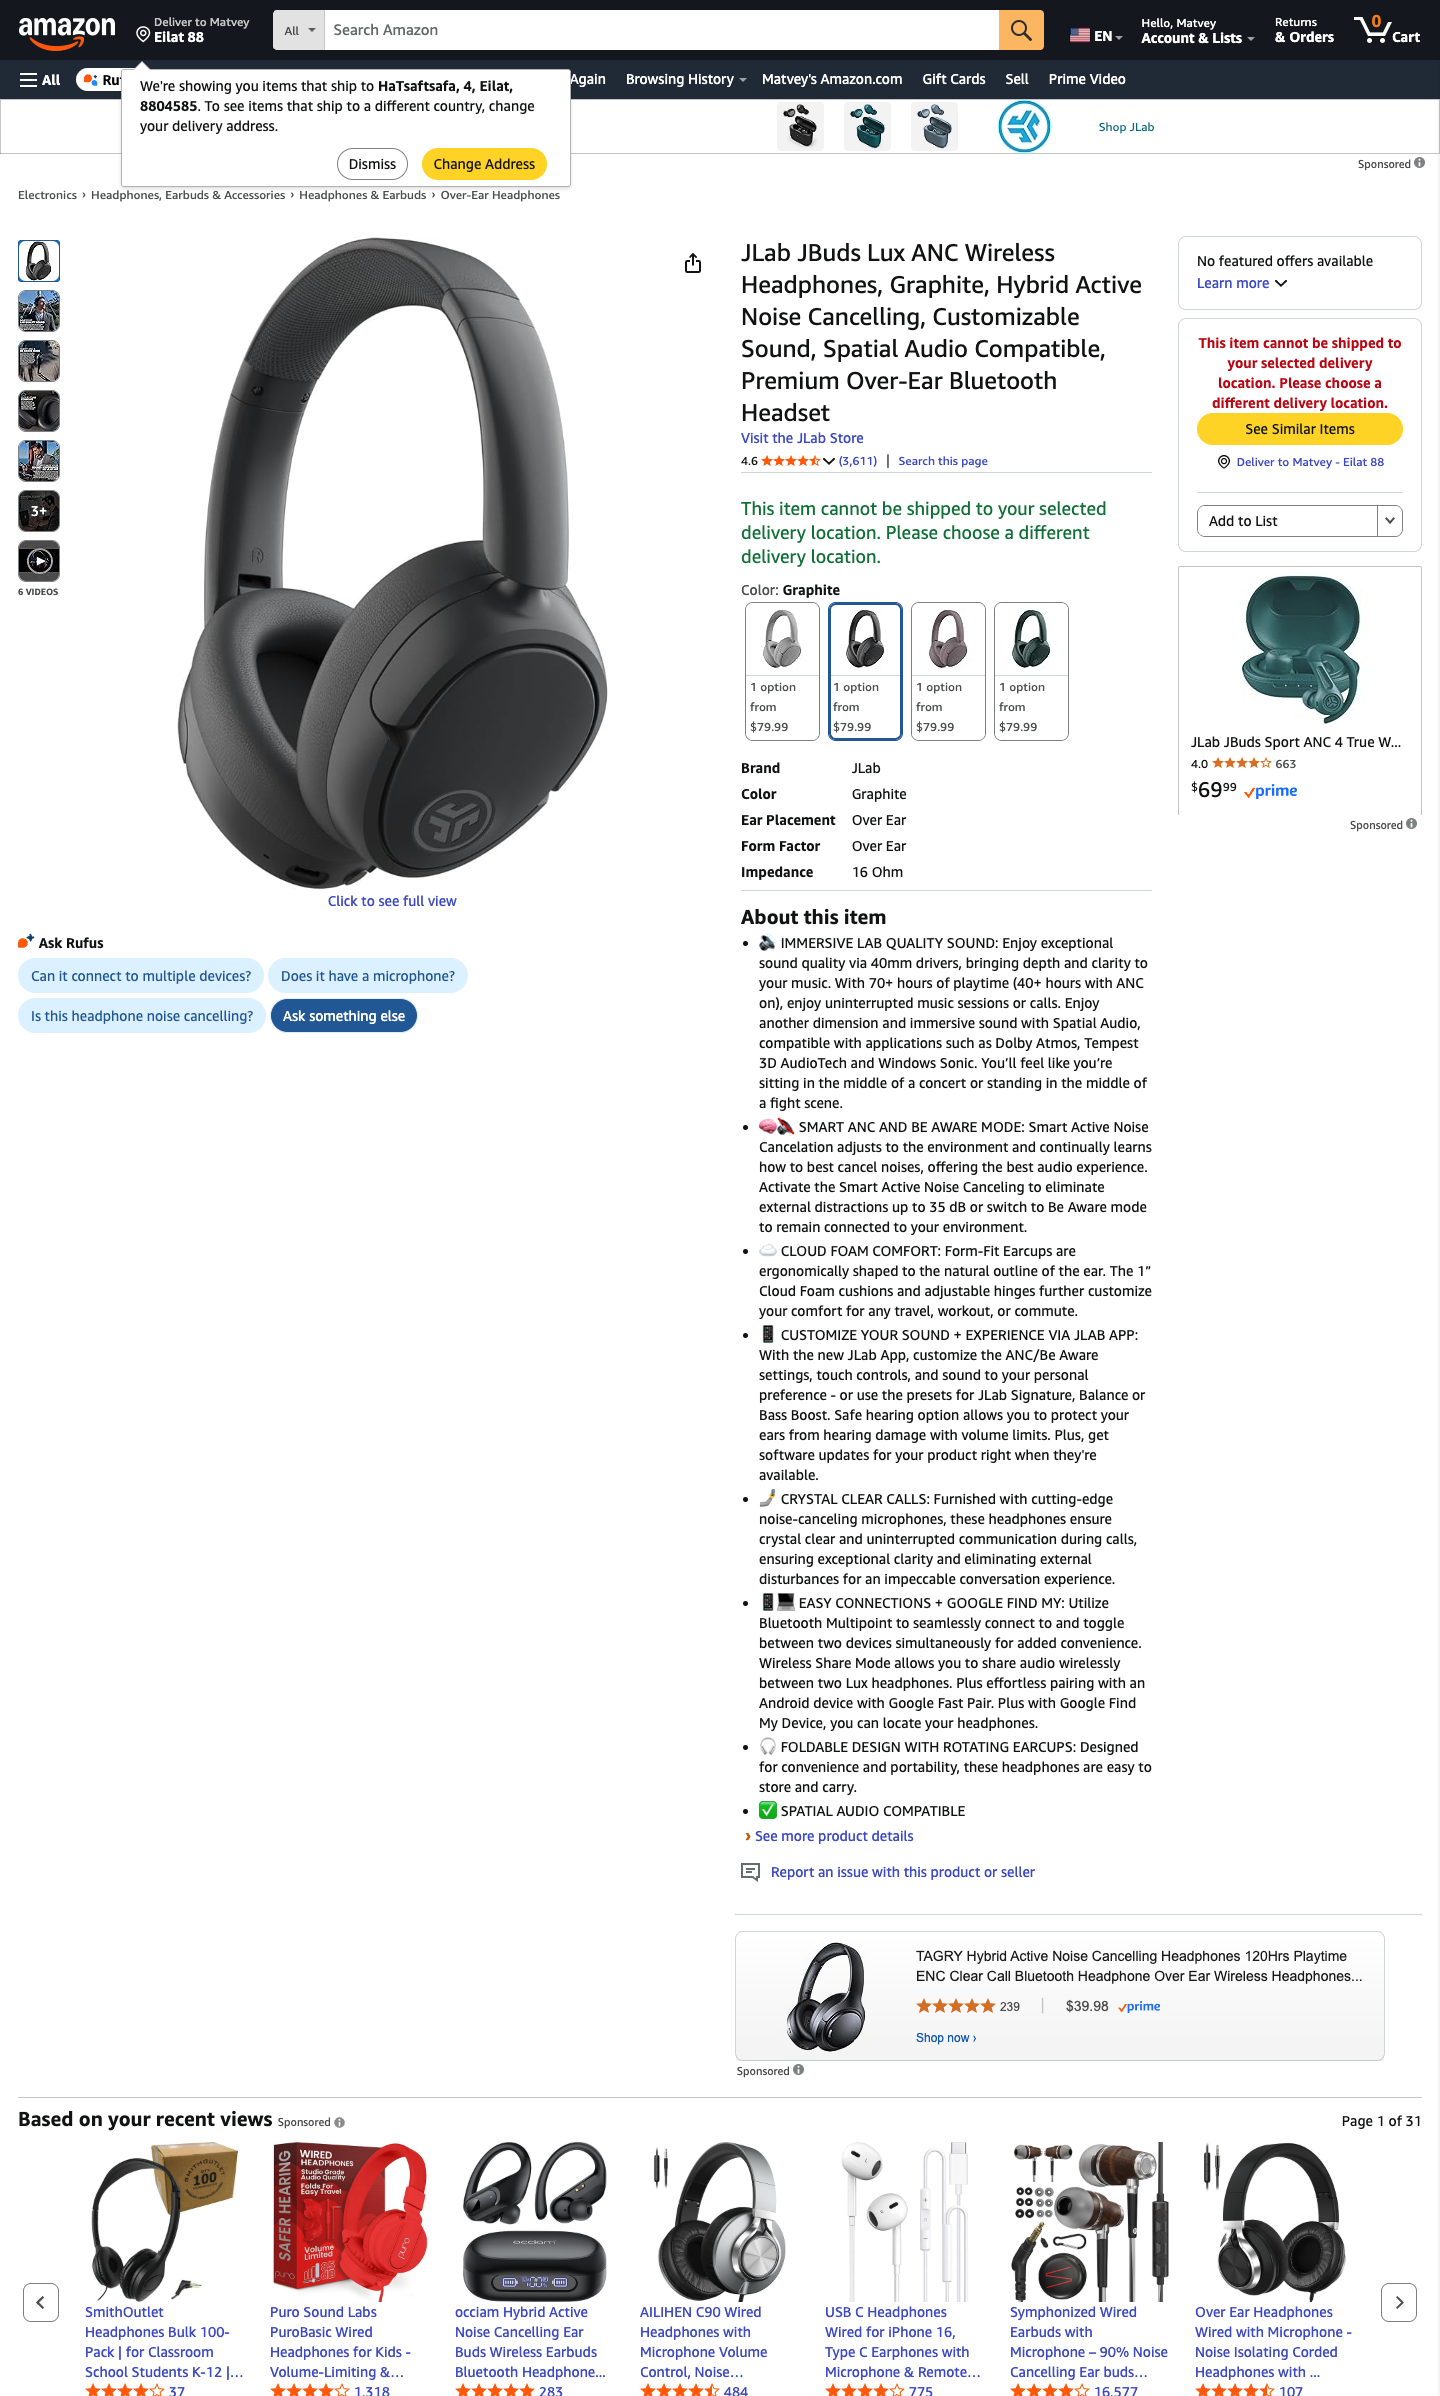 amazon
Deliver to Matvey
Eilat 88
All
Search Amazon
EN
Hello, Matvey
Account & Lists
Returns
& Orders
0
Cart
All
Again
Browsing History
Matvey's Amazon.com
Gift Cards
Sell
Prime Video
We're showing you items that ship to HaTsaftsafa, 4, Eilat,
8804585. To see items that ship to a different country, change
your delivery address.
Dismiss
Change Address
Shop JLab
Sponsored
Electronics › Headphones, Earbuds & Accessories › Headphones & Earbuds › Over-Ear Headphones
3+
6 VIDEOS
Click to see full view
Ask Rufus
Can it connect to multiple devices?
Does it have a microphone?
Is this headphone noise cancelling?
Ask something else
JLab JBuds Lux ANC Wireless
Headphones, Graphite, Hybrid Active
Noise Cancelling, Customizable
Sound, Spatial Audio Compatible,
Premium Over-Ear Bluetooth
Headset
Visit the JLab Store
4.6
(3,611)
|
Search this page
This item cannot be shipped to your selected
delivery location. Please choose a different
delivery location.
Color: Graphite
1 option
from
$79.99
1 option
from
$79.99
1 option
from
$79.99
1 option
from
$79.99
Brand JLab
Color Graphite
Ear Placement Over Ear
Form Factor Over Ear
Impedance 16 Ohm
About this item
• IMMERSIVE LAB QUALITY SOUND: Enjoy exceptional
sound quality via 40mm drivers, bringing depth and clarity to
your music. With 70+ hours of playtime (40+ hours with ANC
on), enjoy uninterrupted music sessions or calls. Enjoy
another dimension and immersive sound with Spatial Audio,
compatible with applications such as Dolby Atmos, Tempest
3D AudioTech and Windows Sonic. You’ll feel like you’re
sitting in the middle of a concert or standing in the middle of
a fight scene.
• SMART ANC AND BE AWARE MODE: Smart Active Noise
Cancelation adjusts to the environment and continually learns
how to best cancel noises, offering the best audio experience.
Activate the Smart Active Noise Canceling to eliminate
external distractions up to 35 dB or switch to Be Aware mode
to remain connected to your environment.
• CLOUD FOAM COMFORT: Form-Fit Earcups are
ergonomically shaped to the natural outline of the ear. The 1”
Cloud Foam cushions and adjustable hinges further customize
your comfort for any travel, workout, or commute.
• CUSTOMIZE YOUR SOUND + EXPERIENCE VIA JLAB APP:
With the new JLab App, customize the ANC/Be Aware
settings, touch controls, and sound to your personal
preference - or use the presets for JLab Signature, Balance or
Bass Boost. Safe hearing option allows you to protect your
ears from hearing damage with volume limits. Plus, get
software updates for your product right when they're
available.
• CRYSTAL CLEAR CALLS: Furnished with cutting-edge
noise-canceling microphones, these headphones ensure
crystal clear and uninterrupted communication during calls,
ensuring exceptional clarity and eliminating external
disturbances for an impeccable conversation experience.
• EASY CONNECTIONS + GOOGLE FIND MY: Utilize
Bluetooth Multipoint to seamlessly connect to and toggle
between two devices simultaneously for added convenience.
Wireless Share Mode allows you to share audio wirelessly
between two Lux headphones. Plus effortless pairing with an
Android device with Google Fast Pair. Plus with Google Find
My Device, you can locate your headphones.
• FOLDABLE DESIGN WITH ROTATING EARCUPS: Designed
for convenience and portability, these headphones are easy to
store and carry.
• SPATIAL AUDIO COMPATIBLE
› See more product details
Report an issue with this product or seller
No featured offers available
Learn more
This item cannot be shipped to
your selected delivery
location. Please choose a
different delivery location.
See Similar Items
Deliver to Matvey - Eilat 88
Add to List
JLab JBuds Sport ANC 4 True W...
4.0
663
$69.99
prime
Sponsored
TAGRY Hybrid Active Noise Cancelling Headphones 120Hrs Playtime
ENC Clear Call Bluetooth Headphone Over Ear Wireless Headphones...
239
|
$39.98
prime
Shop now ›
Sponsored
Based on your recent views Sponsored
Page 1 of 31
SMITHOUTLET
100
SmithOutlet
Headphones Bulk 100-
Pack | for Classroom
School Students K-12 |...
37
SAFER HEARING
WIRED
HEADPHONES
Studio Grade
Audio Quality
Folds For
Easy Travel
Volume
Limited
puro
Puro Sound Labs
PuroBasic Wired
Headphones for Kids -
Volume-Limiting &...
1,318
occiam
100
occiam Hybrid Active
Noise Cancelling Ear
Buds Wireless Earbuds
Bluetooth Headphone...
283
AILIHEN C90 Wired
Headphones with
Microphone Volume
Control, Noise...
484
USB C Headphones
Wired for iPhone 16,
Type C Earphones with
Microphone & Remote...
775
Symphonized Wired
Earbuds with
Microphone – 90% Noise
Cancelling Ear buds...
16,577
Over Ear Headphones
Wired with Microphone -
Noise Isolating Corded
Headphones with ...
107